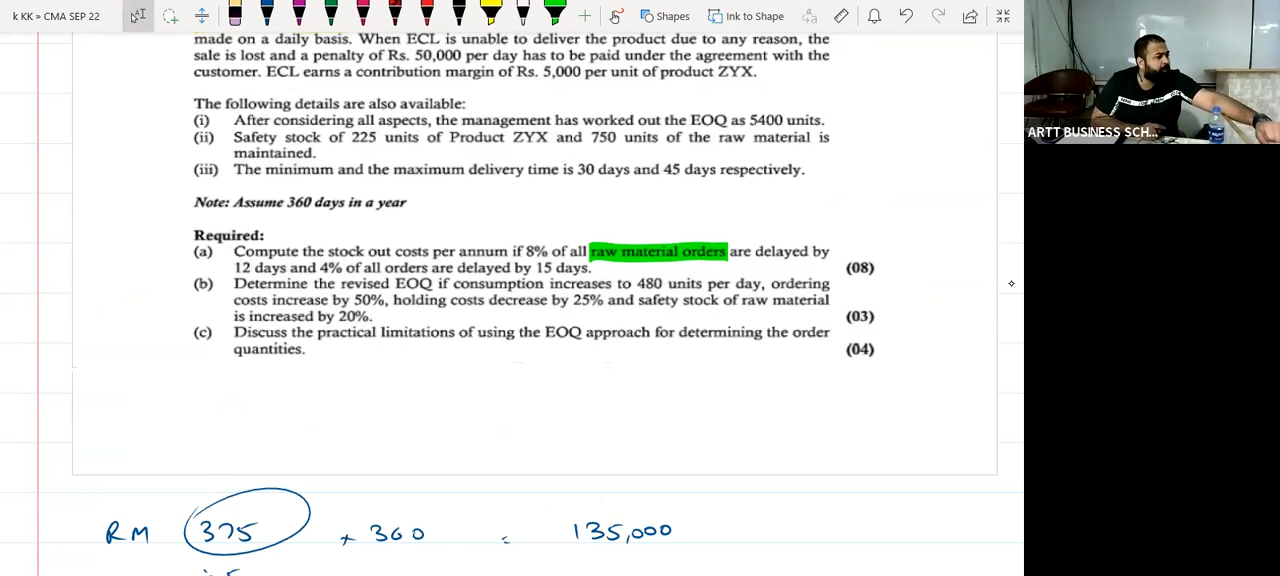 k KK » CMA SEP 22
Shapes
Ink to Shape
made on a daily basis. When ECL is unable to deliver the product due to any reason, the
sale is lost and a penalty of Rs. 50,000 per day has to be paid under the agreement with the
customer. ECL earns a contribution margin of Rs. 5,000 per unit of product ZYX.
The following details are also available:
(i) After considering all aspects, the management has worked out the EOQ as 5400 units.
(ii) Safety stock of 225 units of Product ZYX and 750 units of the raw material is
maintained.
(iii) The minimum and the maximum delivery time is 30 days and 45 days respectively.
Note: Assume 360 days in a year
Required:
(a) Compute the stock out costs per annum if 8% of all raw material orders are delayed by
12 days and 4% of all orders are delayed by 15 days. (08)
(b) Determine the revised EOQ if consumption increases to 480 units per day, ordering
costs increase by 50%, holding costs decrease by 25% and safety stock of raw material
is increased by 20%. (03)
(c) Discuss the practical limitations of using the EOQ approach for determining the order
quantities. (04)
RM 375 × 360 = 135,000
ARTT BUSINESS SCH...